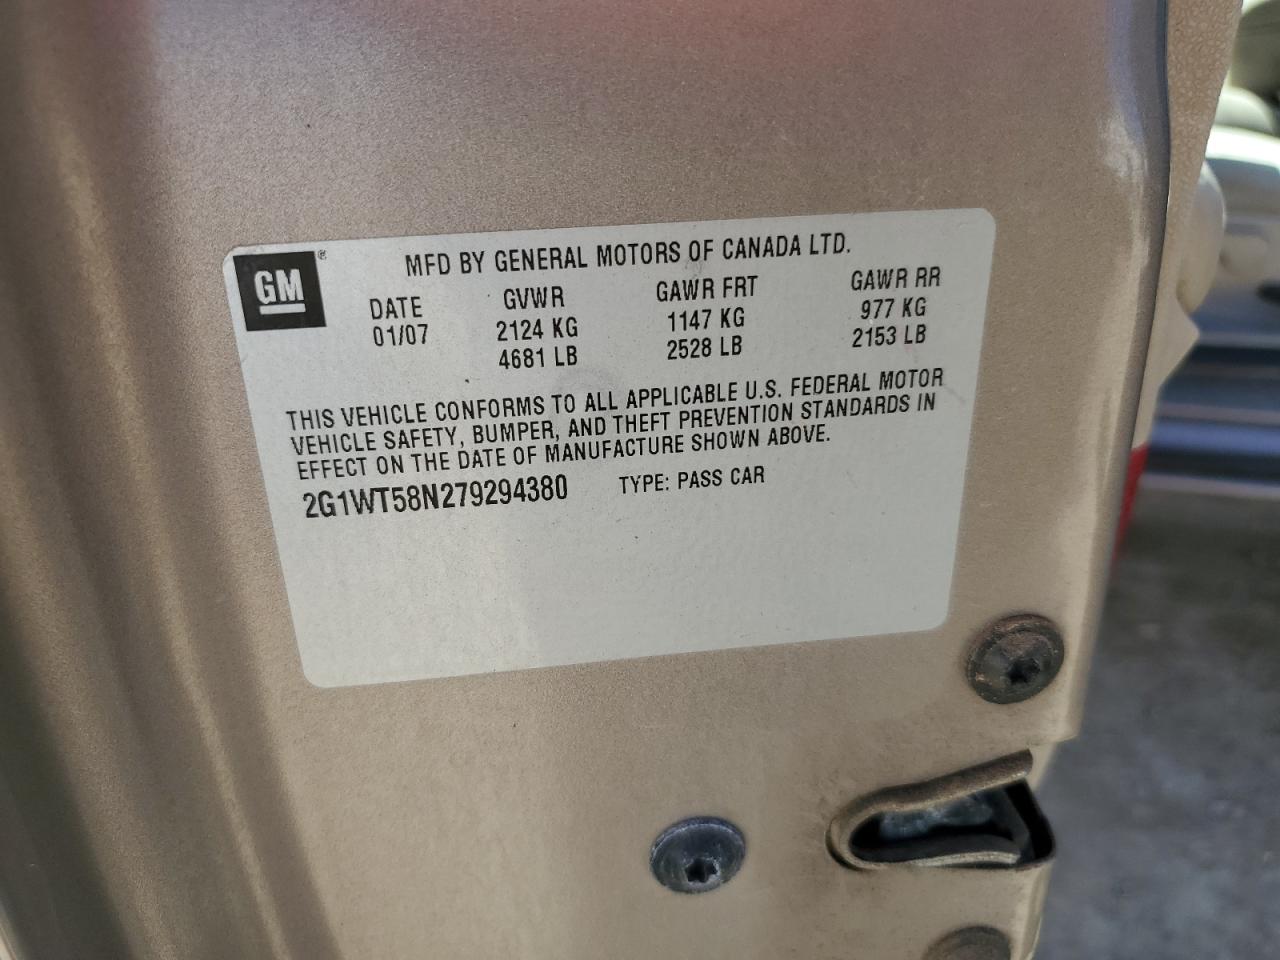 GM®
MFD BY GENERAL MOTORS OF CANADA LTD.
DATE GVWR GAWR FRT GAWR RR
01/07 2124 KG 1147 KG 977 KG
4681 LB 2528 LB 2153 LB
THIS VEHICLE CONFORMS TO ALL APPLICABLE U.S. FEDERAL MOTOR
VEHICLE SAFETY, BUMPER, AND THEFT PREVENTION STANDARDS IN
EFFECT ON THE DATE OF MANUFACTURE SHOWN ABOVE.
2G1WT58N279294380 TYPE: PASS CAR